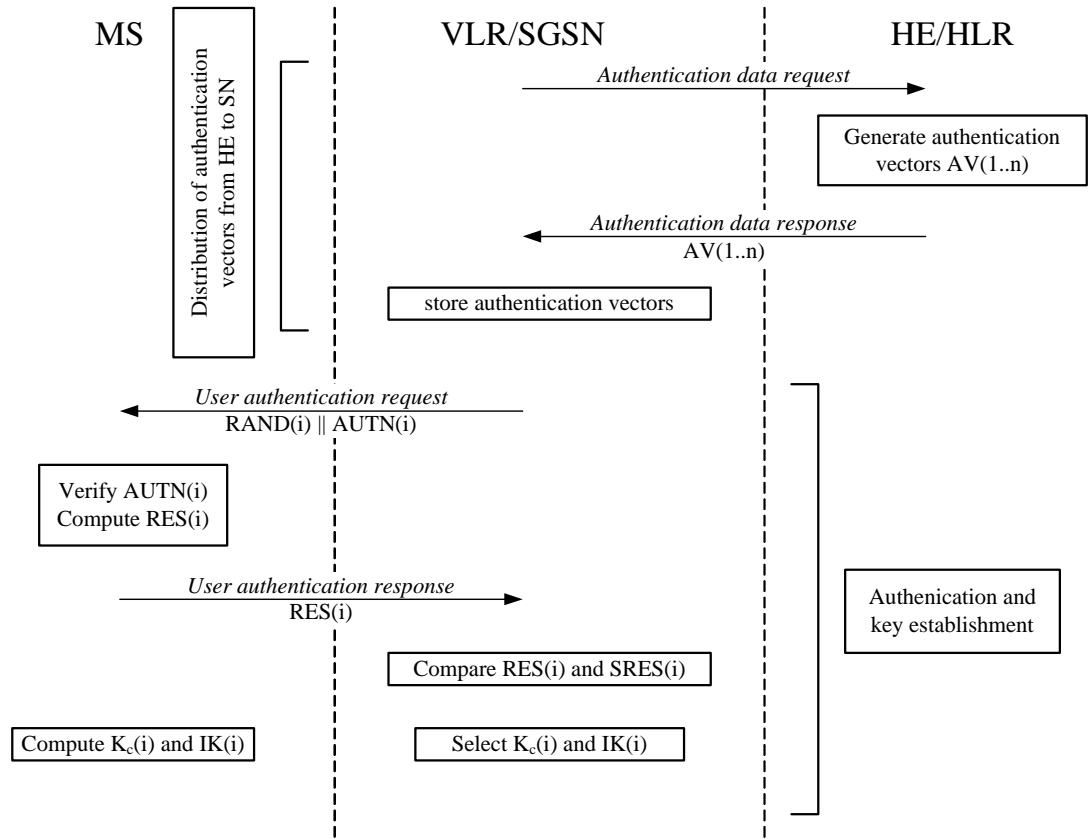 MS
VLR/SGSN
HE/HLR
Distribution of authentication
vectors from HE to SN
Authentication data request
Generate authentication
vectors AV(1..n)
Authentication data response
AV(1..n)
store authentication vectors
User authentication request
RAND(i) || AUTN(i)
Verify AUTN(i)
Compute RES(i)
User authentication response
RES(i)
Authenication and
key establishment
Compare RES(i) and SRES(i)
Compute Kc(i) and IK(i)
Select Kc(i) and IK(i)